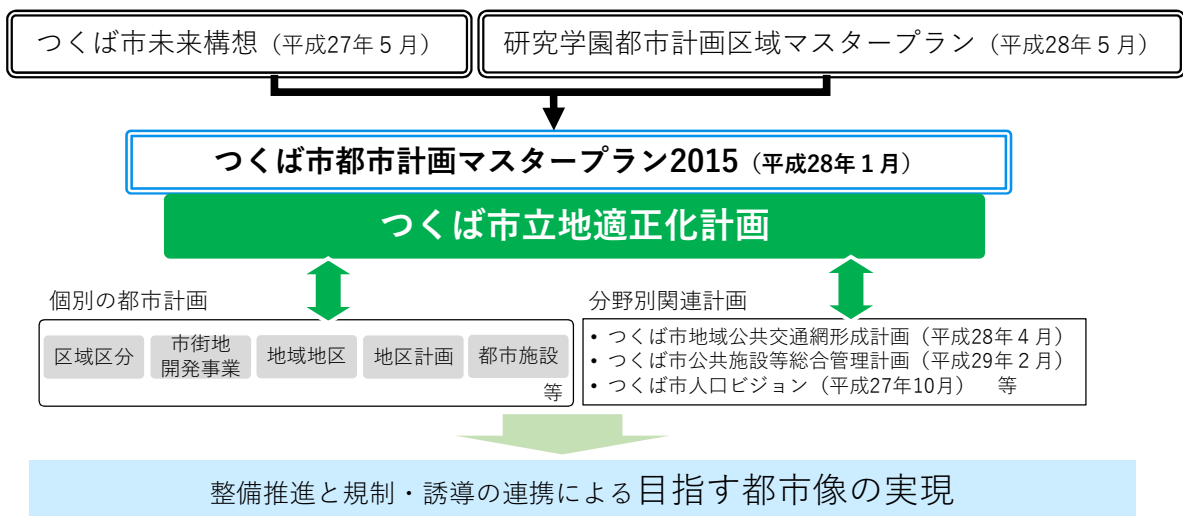 つくば市未来構想（平成27年５月）
研究学園都市計画区域マスタープラン（平成28年５月）
つくば市都市計画マスタープラン2015（平成28年１月）
つくば市立地適正化計画
個別の都市計画
区域区分
市街地
開発事業
地域地区
地区計画
都市施設
等
分野別関連計画
• つくば市地域公共交通網形成計画（平成28年４月）
• つくば市公共施設等総合管理計画（平成29年２月）
• つくば市人口ビジョン（平成27年10月）　等
整備推進と規制・誘導の連携による目指す都市像の実現